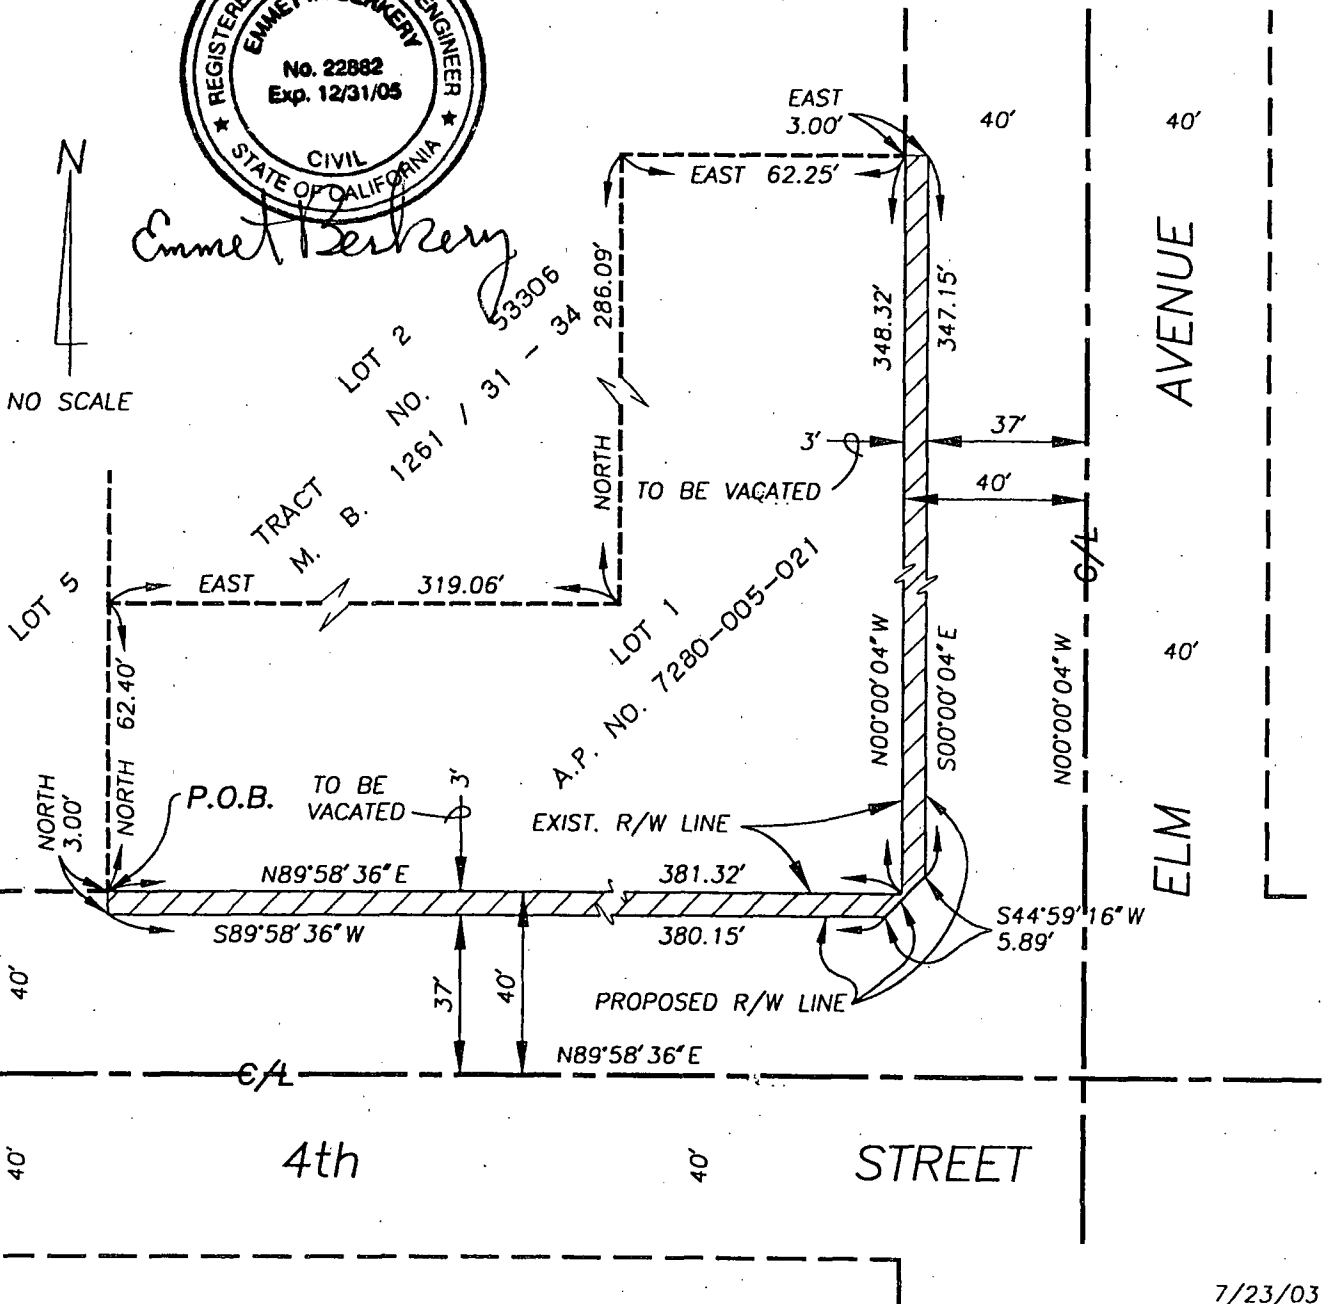 REGISTERED
ENGINEER
No. 22882
Exp. 12/31/05
CIVIL
STATE OF CALIFORNIA
Emmet Berkery
N
NO SCALE
EAST
3.00'
40'
40'
EAST 62.25'
LOT 2
TRACT NO. 53306
M. B. 1261 / 31 - 34
NORTH 286.09'
348.32'
347.15'
AVENUE
3'
37'
TO BE VACATED
40'
C/L
LOT 5
EAST 319.06'
LOT 1
A.P. NO. 7280-005-021
N00°00'04"W
S00°00'04"E
N00°00'04"W
40'
ELM
NORTH 62.40'
NORTH
3.00'
P.O.B.
TO BE
VACATED
3'
EXIST. R/W LINE
N89°58'36"E
381.32'
S89°58'36"W
380.15'
S44°59'16"W
5.89'
40'
37'
40'
PROPOSED R/W LINE
N89°58'36"E
C/L
40'
4th
40'
STREET
7/23/03